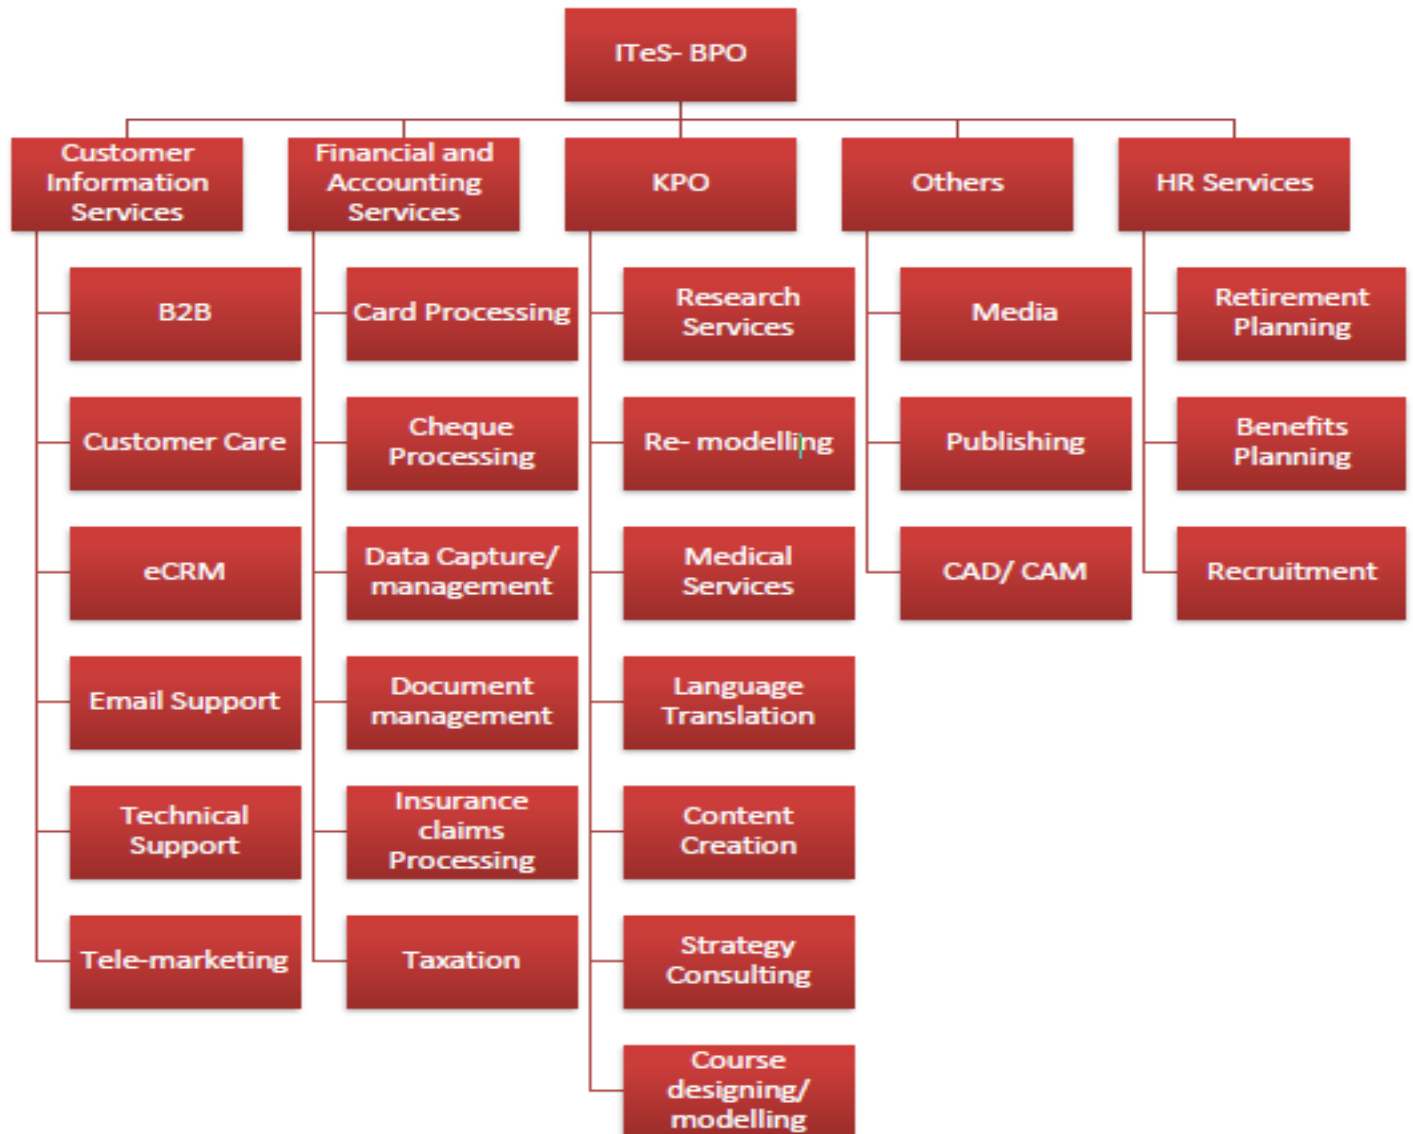 ITeS- BPO
Customer
Information
Services
B2B
Customer Care
eCRM
Email Support
Technical
Support
Tele-marketing
Financial and
Accounting
Services
Card Processing
Cheque
Processing
Data Capture/
management
Document
management
Insurance
claims
Processing
Taxation
KPO
Research
Services
Re- modelling
Medical
Services
Language
Translation
Content
Creation
Strategy
Consulting
Course
designing/
modelling
Others
Media
Publishing
CAD/ CAM
HR Services
Retirement
Planning
Benefits
Planning
Recruitment